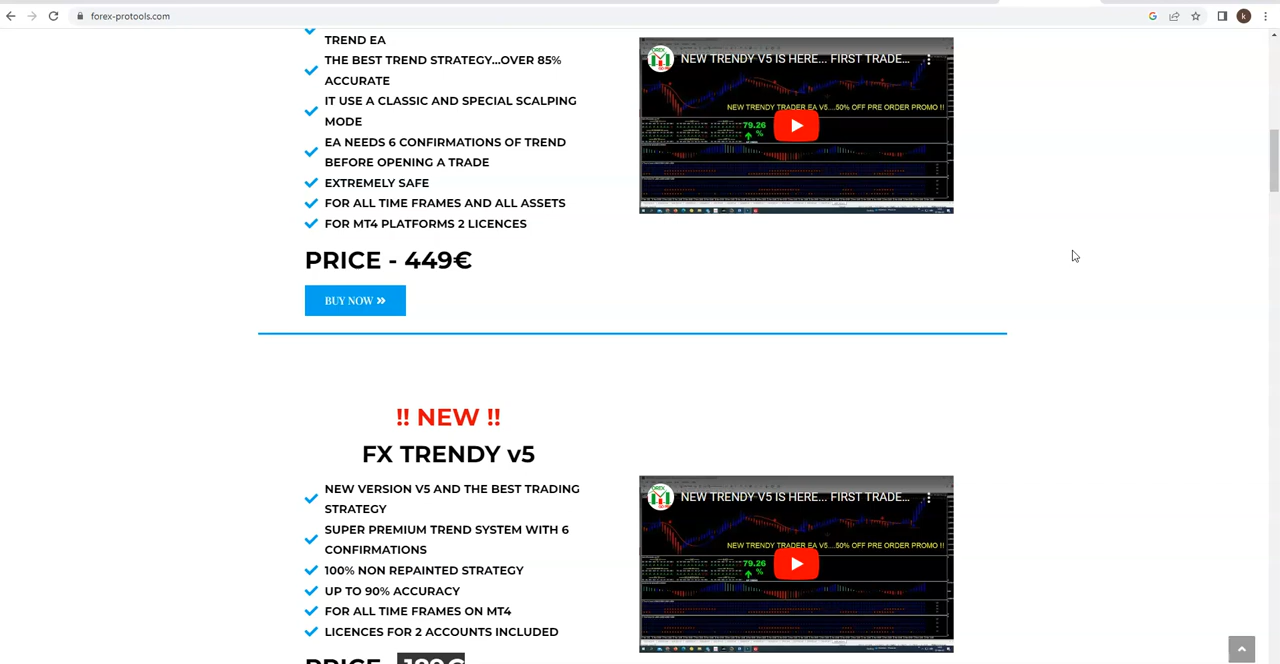 forex-protools.com
k
TREND EA
THE BEST TREND STRATEGY...OVER 85%
ACCURATE
IT USE A CLASSIC AND SPECIAL SCALPING
MODE
EA NEEDS 6 CONFIRMATIONS OF TREND
BEFORE OPENING A TRADE
EXTREMELY SAFE
FOR ALL TIME FRAMES AND ALL ASSETS
FOR MT4 PLATFORMS 2 LICENCES
PRICE - 449€
BUY NOW »
NEW TRENDY V5 IS HERE... FIRST TRADE...
NEW TRENDY TRADER EA V5....50% OFF PRE ORDER PROMO !!
79.26
%
!! NEW !!
FX TRENDY v5
NEW VERSION V5 AND THE BEST TRADING
STRATEGY
SUPER PREMIUM TREND SYSTEM WITH 6
CONFIRMATIONS
100% NON REPAINTED STRATEGY
UP TO 90% ACCURACY
FOR ALL TIME FRAMES ON MT4
LICENCES FOR 2 ACCOUNTS INCLUDED
NEW TRENDY V5 IS HERE... FIRST TRADE...
NEW TRENDY TRADER EA V5....50% OFF PRE ORDER PROMO !!
79.26
%